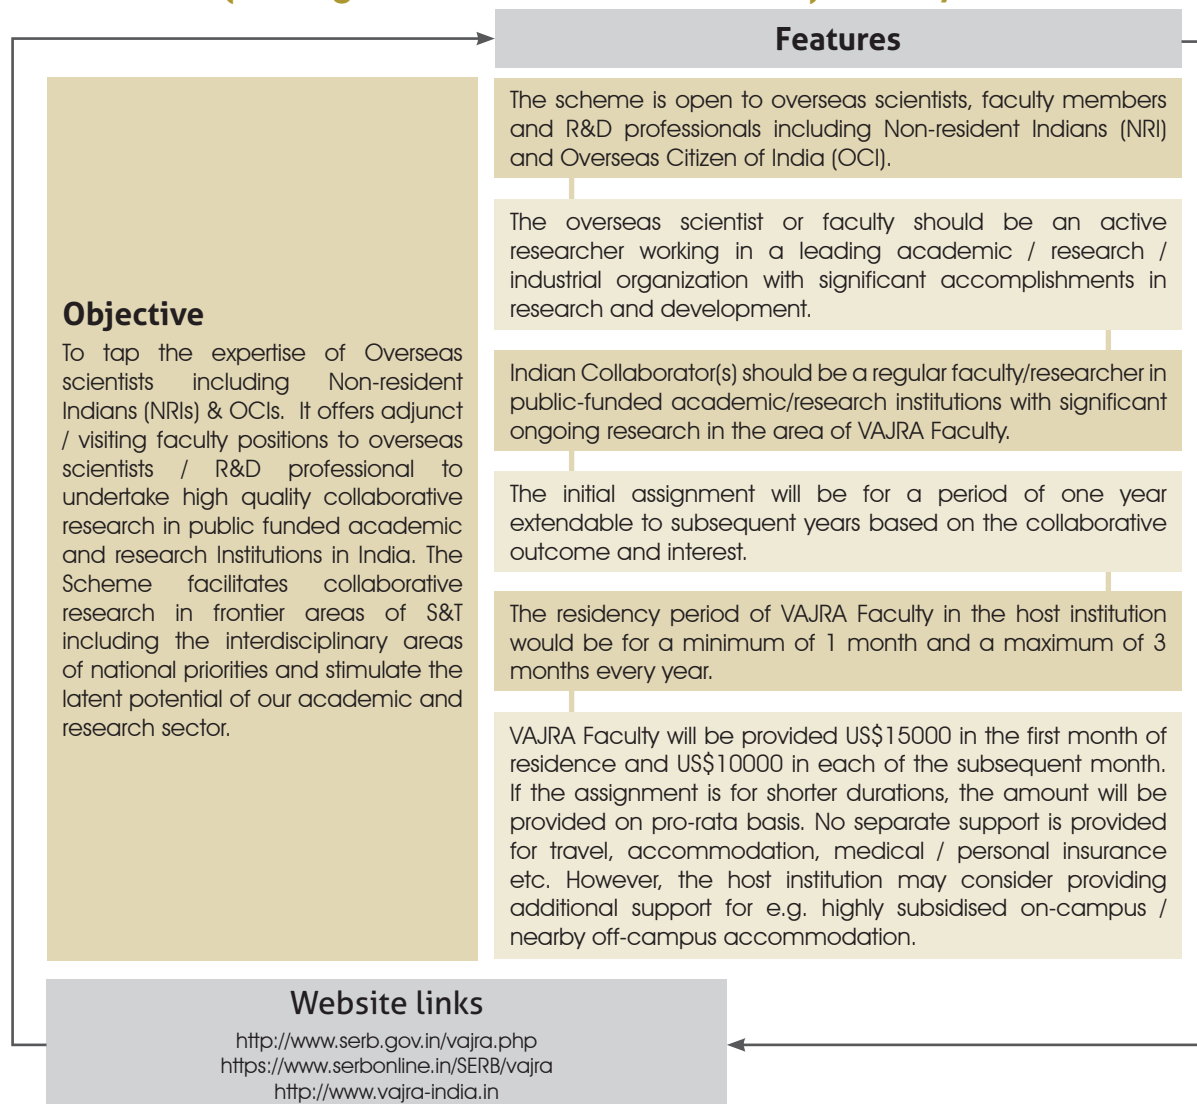 Features
The scheme is open to overseas scientists, faculty members
and R&D professionals including Non-resident Indians (NRI)
and Overseas Citizen of India (OCI).
The overseas scientist or faculty should be an active
researcher working in a leading academic / research /
industrial organization with significant accomplishments in
research and development.
Indian Collaborator(s) should be a regular faculty/researcher in
public-funded academic/research institutions with significant
ongoing research in the area of VAJRA Faculty.
The initial assignment will be for a period of one year
extendable to subsequent years based on the collaborative
outcome and interest.
The residency period of VAJRA Faculty in the host institution
would be for a minimum of 1 month and a maximum of 3
months every year.
VAJRA Faculty will be provided US$15000 in the first month of
residence and US$10000 in each of the subsequent month.
If the assignment is for shorter durations, the amount will be
provided on pro-rata basis. No separate support is provided
for travel, accommodation, medical / personal insurance
etc. However, the host institution may consider providing
additional support for e.g. highly subsidised on-campus /
nearby off-campus accommodation.
Objective
To tap the expertise of Overseas
scientists including Non-resident
Indians (NRIs) & OCIs. It offers adjunct
/ visiting faculty positions to overseas
scientists / R&D professional to
undertake high quality collaborative
research in public funded academic
and research Institutions in India. The
Scheme facilitates collaborative
research in frontier areas of S&T
including the interdisciplinary areas
of national priorities and stimulate the
latent potential of our academic and
research sector.
Website links
http://www.serb.gov.in/vajra.php
https://www.serbonline.in/SERB/vajra
http://www.vajra-india.in